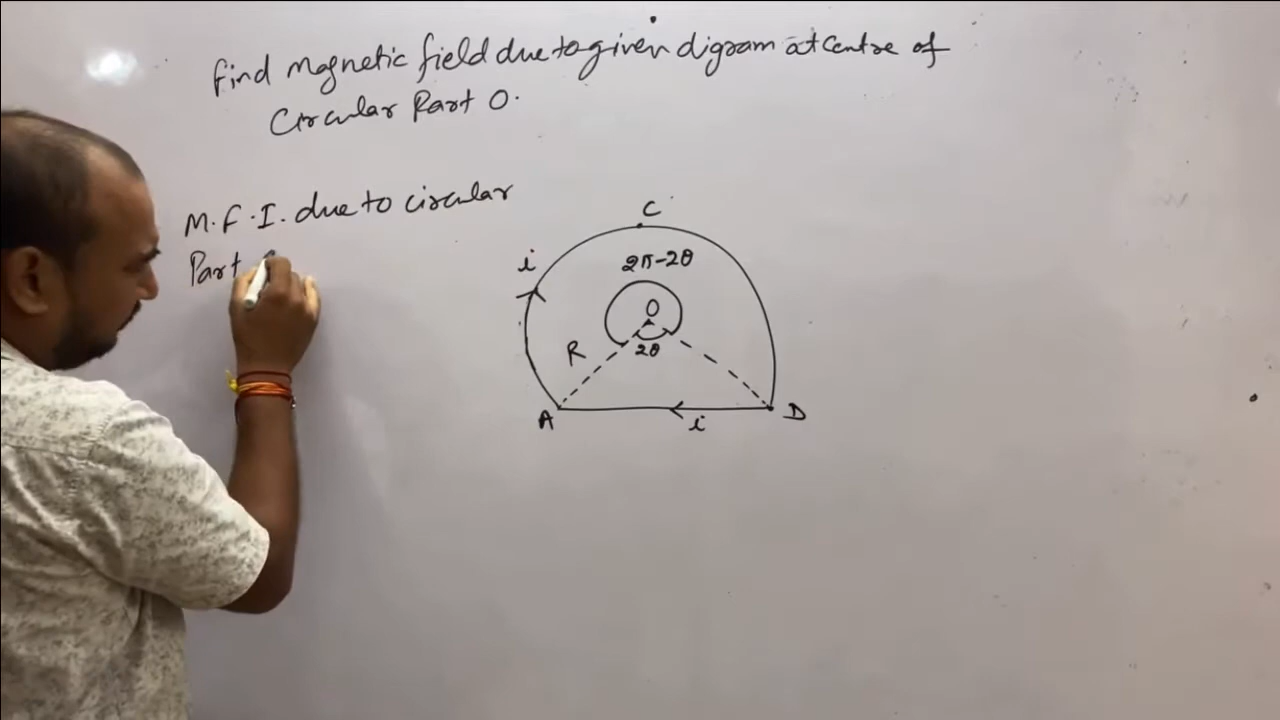 Find Magnetic field due to given digram at Centre of
Circular Part O.
M.F.I. due to circular
Part
C
i
2π-2θ
O
2θ
R
A
i
D